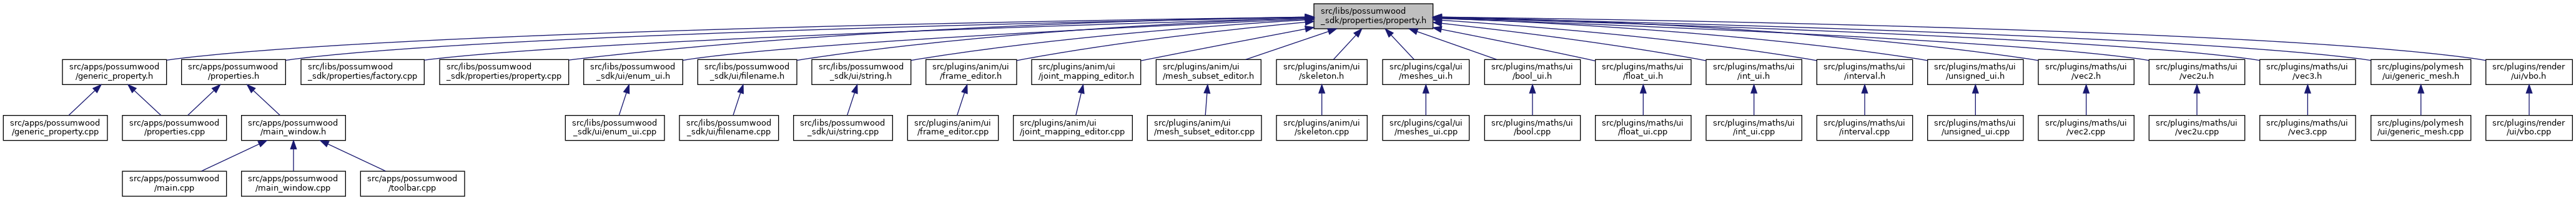 src/libs/possumwood
_sdk/properties/property.h
src/apps/possumwood
/generic_property.h
src/apps/possumwood
/properties.h
src/libs/possumwood
_sdk/properties/factory.cpp
src/libs/possumwood
_sdk/properties/property.cpp
src/libs/possumwood
_sdk/ui/enum_ui.h
src/libs/possumwood
_sdk/ui/filename.h
src/libs/possumwood
_sdk/ui/string.h
src/plugins/anim/ui
/frame_editor.h
src/plugins/anim/ui
/joint_mapping_editor.h
src/plugins/anim/ui
/mesh_subset_editor.h
src/plugins/anim/ui
/skeleton.h
src/plugins/cgal/ui
/meshes_ui.h
src/plugins/maths/ui
/bool_ui.h
src/plugins/maths/ui
/float_ui.h
src/plugins/maths/ui
/int_ui.h
src/plugins/maths/ui
/interval.h
src/plugins/maths/ui
/unsigned_ui.h
src/plugins/maths/ui
/vec2.h
src/plugins/maths/ui
/vec2u.h
src/plugins/maths/ui
/vec3.h
src/plugins/polymesh
/ui/generic_mesh.h
src/plugins/render
/ui/vbo.h
src/apps/possumwood
/generic_property.cpp
src/apps/possumwood
/properties.cpp
src/apps/possumwood
/main_window.h
src/libs/possumwood
_sdk/ui/enum_ui.cpp
src/libs/possumwood
_sdk/ui/filename.cpp
src/libs/possumwood
_sdk/ui/string.cpp
src/plugins/anim/ui
/frame_editor.cpp
src/plugins/anim/ui
/joint_mapping_editor.cpp
src/plugins/anim/ui
/mesh_subset_editor.cpp
src/plugins/anim/ui
/skeleton.cpp
src/plugins/cgal/ui
/meshes_ui.cpp
src/plugins/maths/ui
/bool.cpp
src/plugins/maths/ui
/float_ui.cpp
src/plugins/maths/ui
/int_ui.cpp
src/plugins/maths/ui
/interval.cpp
src/plugins/maths/ui
/unsigned_ui.cpp
src/plugins/maths/ui
/vec2.cpp
src/plugins/maths/ui
/vec2u.cpp
src/plugins/maths/ui
/vec3.cpp
src/plugins/polymesh
/ui/generic_mesh.cpp
src/plugins/render
/ui/vbo.cpp
src/apps/possumwood
/main.cpp
src/apps/possumwood
/main_window.cpp
src/apps/possumwood
/toolbar.cpp